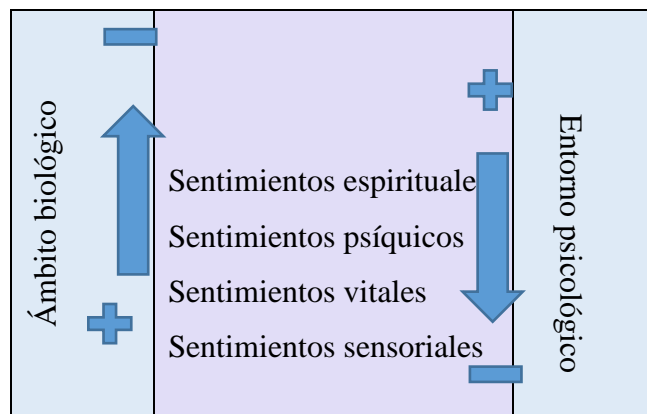 Ámbito biológico
Sentimientos espirituale
Sentimientos psíquicos
Sentimientos vitales
Sentimientos sensoriales
Entorno psicológico